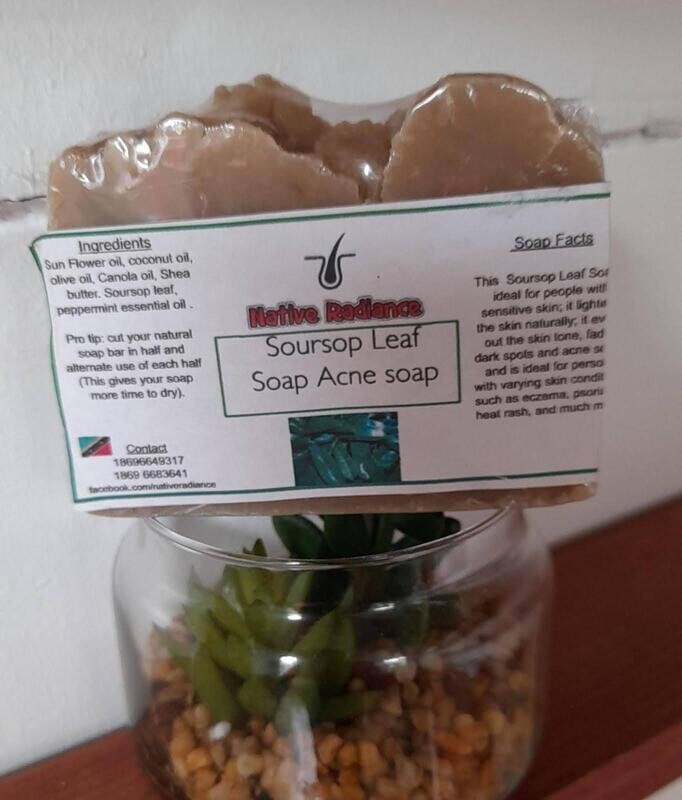 Ingredients
Sun Flower oil, coconut oil,
olive oil, Canola oil, Shea
butter. Soursop leaf,
peppermint essential oil .
Pro tip: cut your natural
soap bar in half and
alternate use of each half
(This gives your soap
more time to dry).
Contact
18696649317
1869 6683641
facebook.com/nativeradiance
Native Radiance
Soursop Leaf
Soap Acne soap
Soap Facts
This Soursop Leaf
ideal for people
sensitive skin; it
the skin naturally; it
out the skin tone,
dark spots and acne
and is ideal for
with varying skin
such as eczema,
heat rash, and much